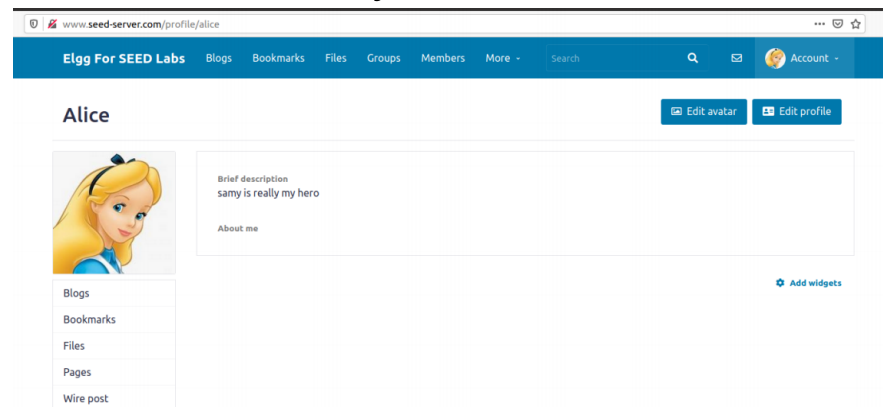 www.seed-server.com/profile/alice
Elgg For SEED Labs Blogs Bookmarks Files Groups Members More Search Account
Alice
Edit avatar Edit profile
Brief description
samy is really my hero
About me
Add widgets
Blogs
Bookmarks
Files
Pages
Wire post